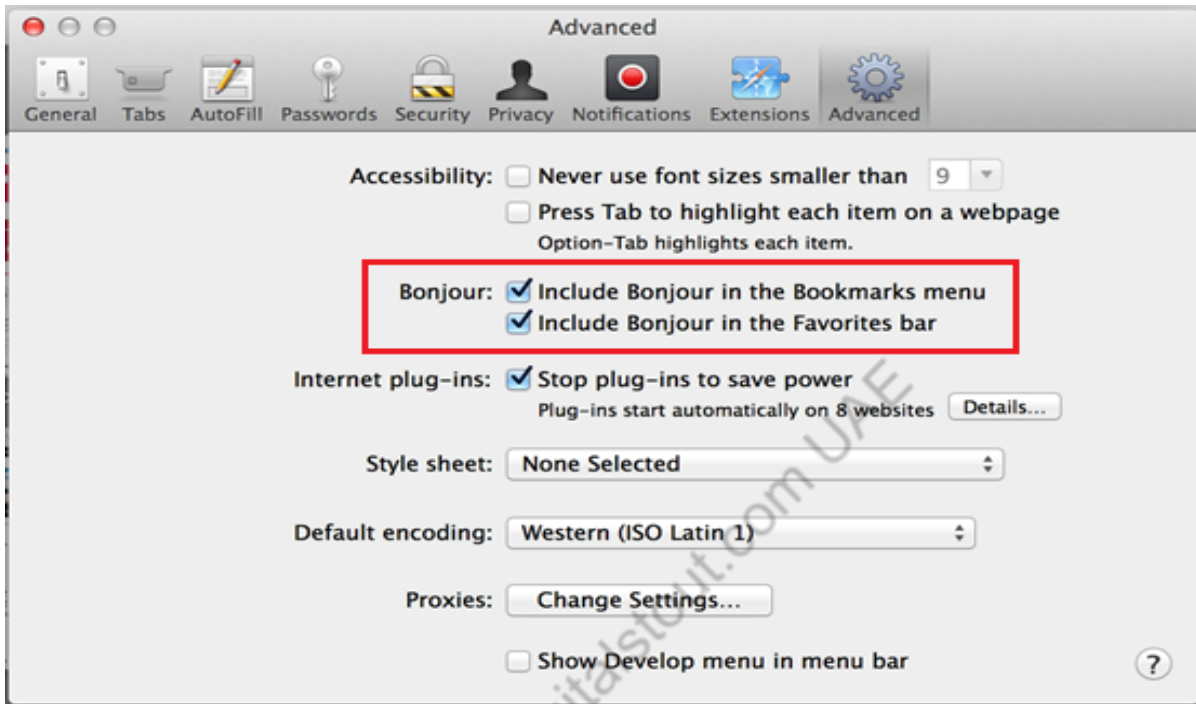 Advanced
General Tabs AutoFill Passwords Security Privacy Notifications Extensions Advanced
Accessibility: Never use font sizes smaller than 9
Press Tab to highlight each item on a webpage
Option-Tab highlights each item.
Bonjour: Include Bonjour in the Bookmarks menu
Include Bonjour in the Favorites bar
Internet plug-ins: Stop plug-ins to save power
Plug-ins start automatically on 8 websites Details...
Style sheet: None Selected
Default encoding: Western (ISO Latin 1)
Proxies: Change Settings...
Show Develop menu in menu bar ?
italstout.com UAE